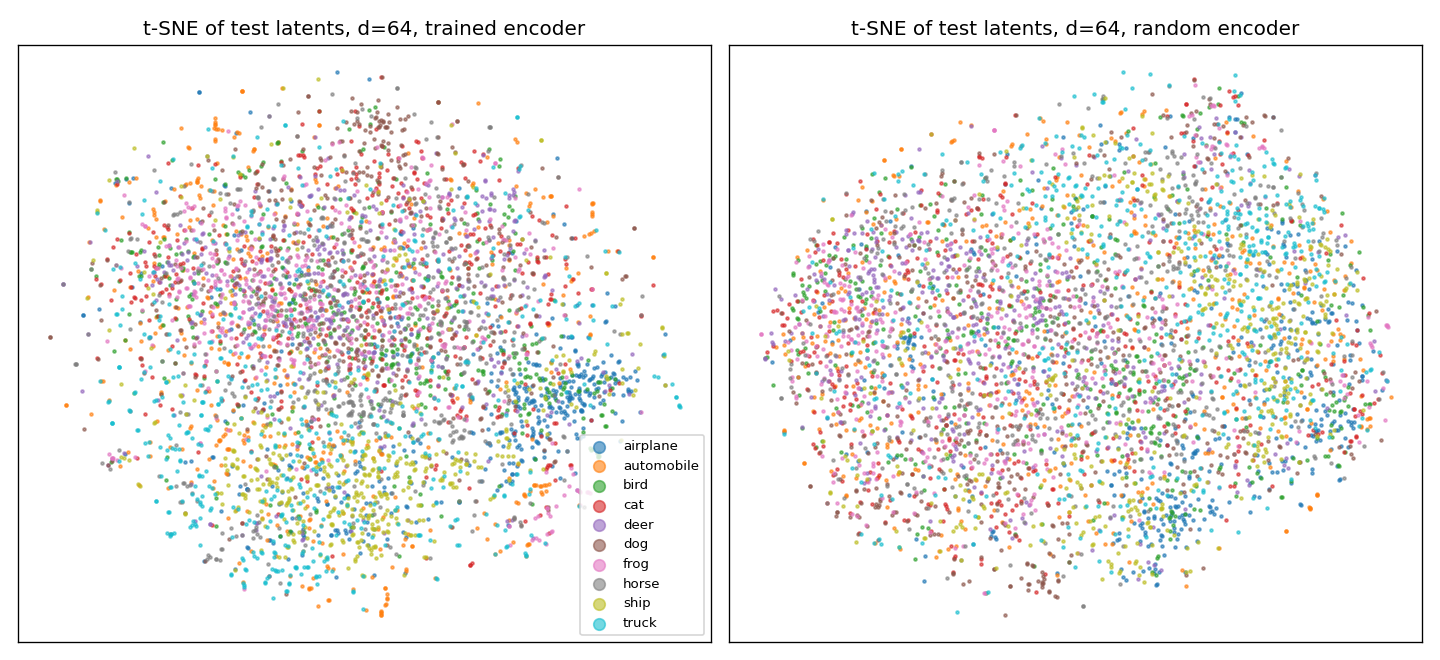 t-SNE of test latents, d=64, trained encoder
t-SNE of test latents, d=64, random encoder
airplane
automobile
bird
cat
deer
dog
frog
horse
ship
truck